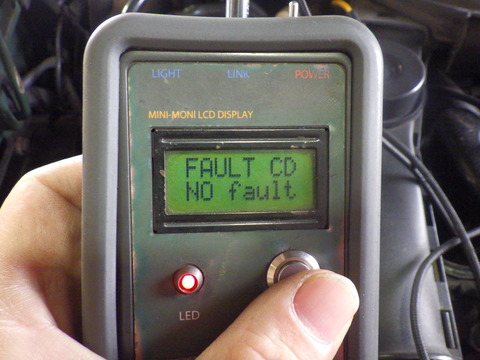 LIGHT LINK POWER
MINI-MONI LCD DISPLAY
FAULT CD
NO fault
LED